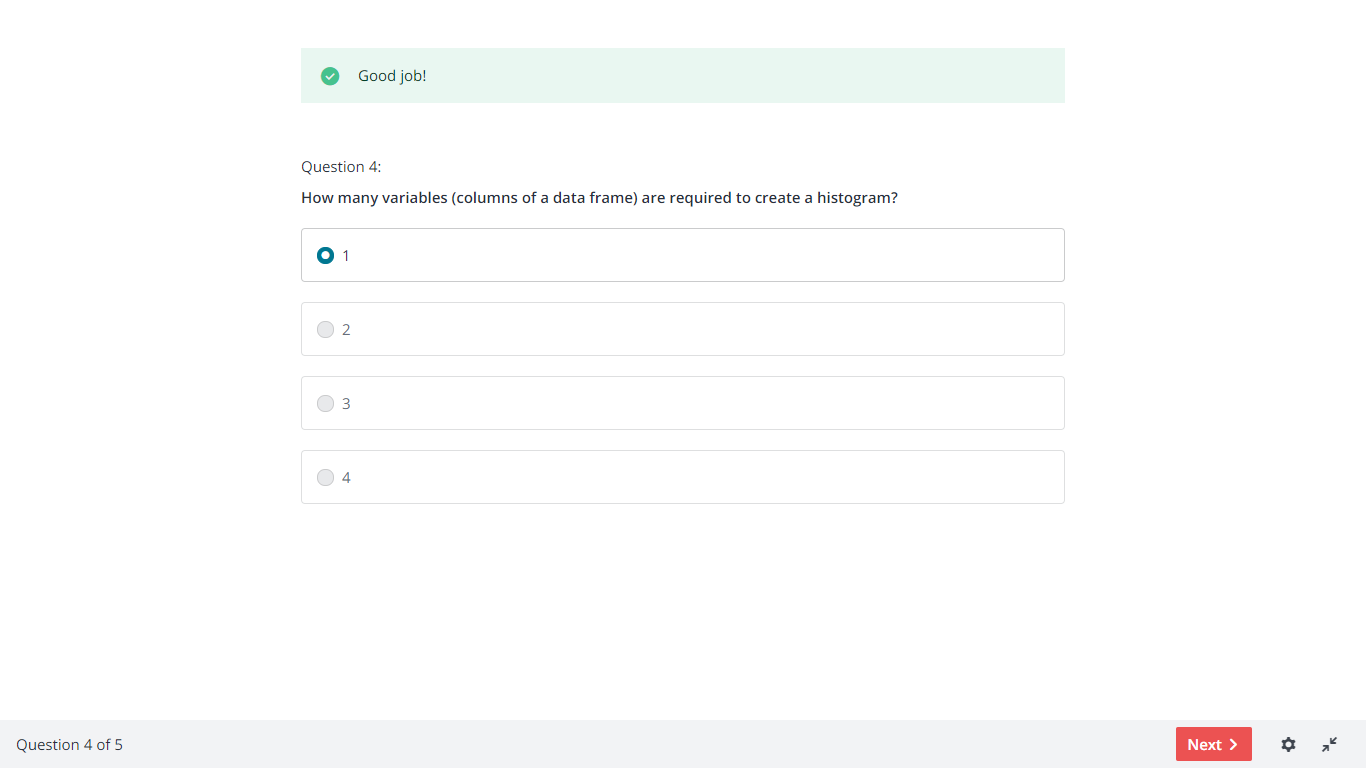 Good job!
Question 4:
How many variables (columns of a data frame) are required to create a histogram?
1
2
3
4
Question 4 of 5
Next